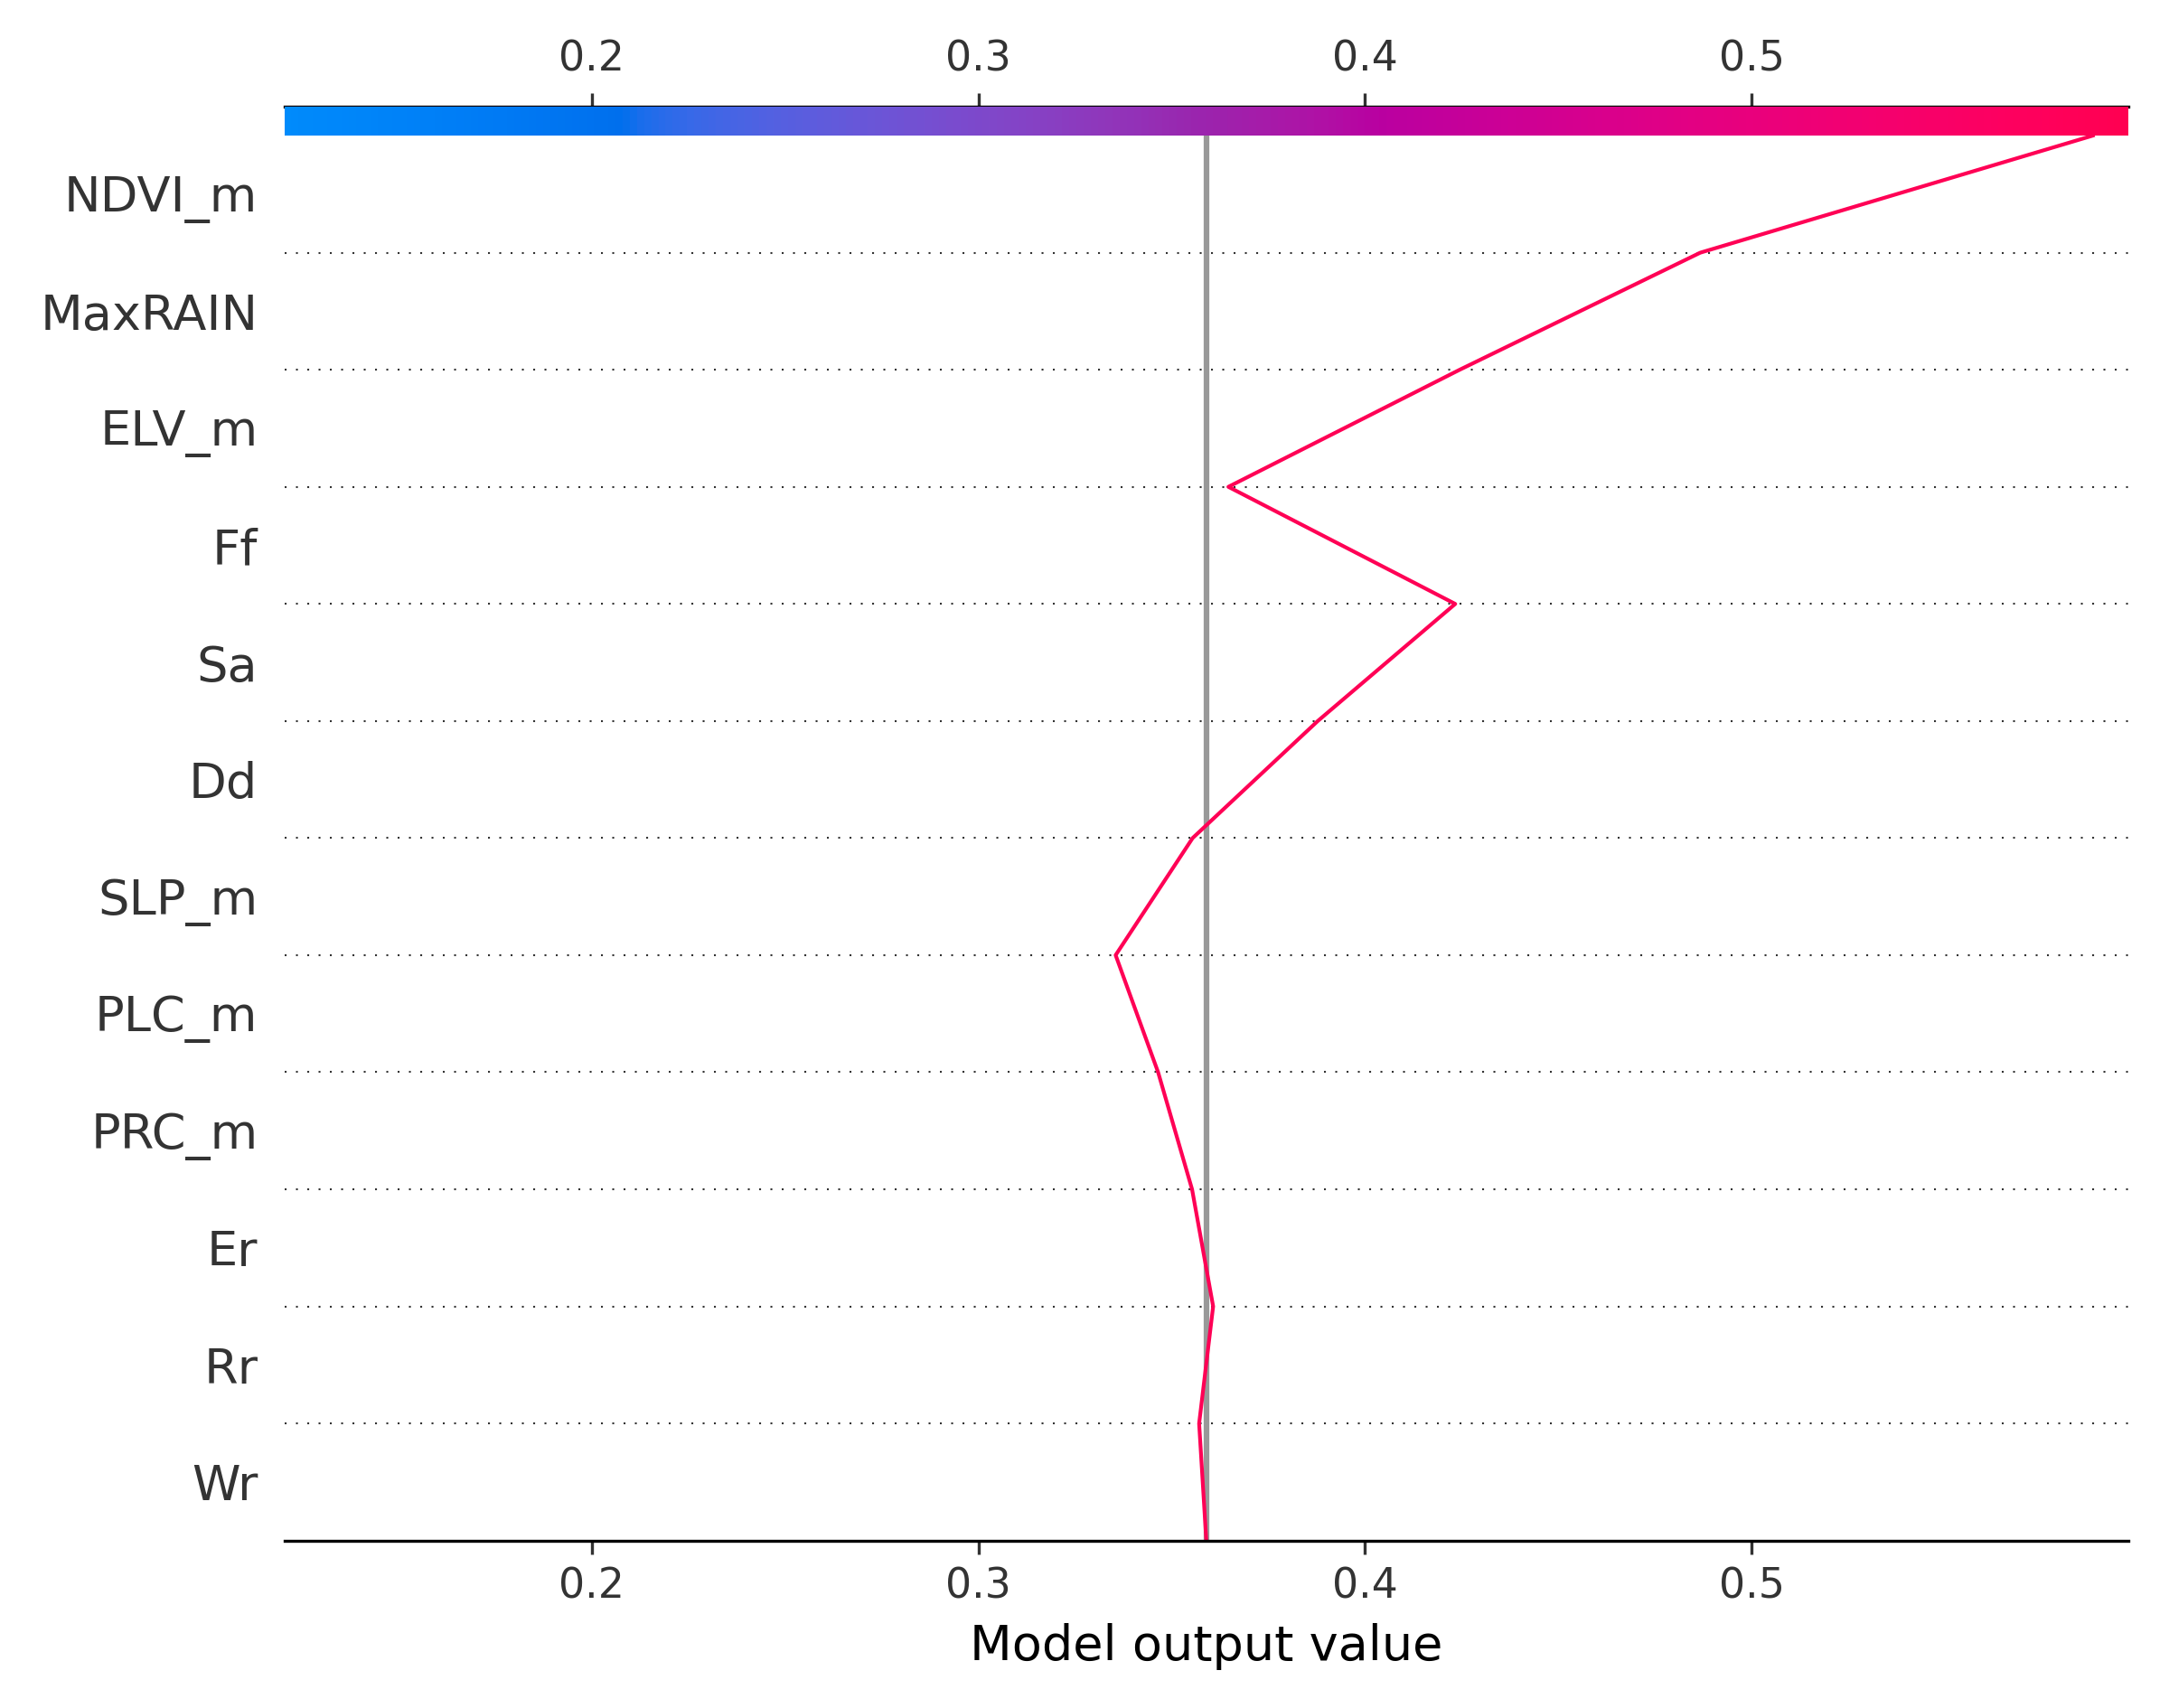 0.2 0.3 0.4 0.5
NDVI_m
MaxRAIN
ELV_m
Ff
Sa
Dd
SLP_m
PLC_m
PRC_m
Er
Rr
Wr
0.2 0.3 0.4 0.5
Model output value